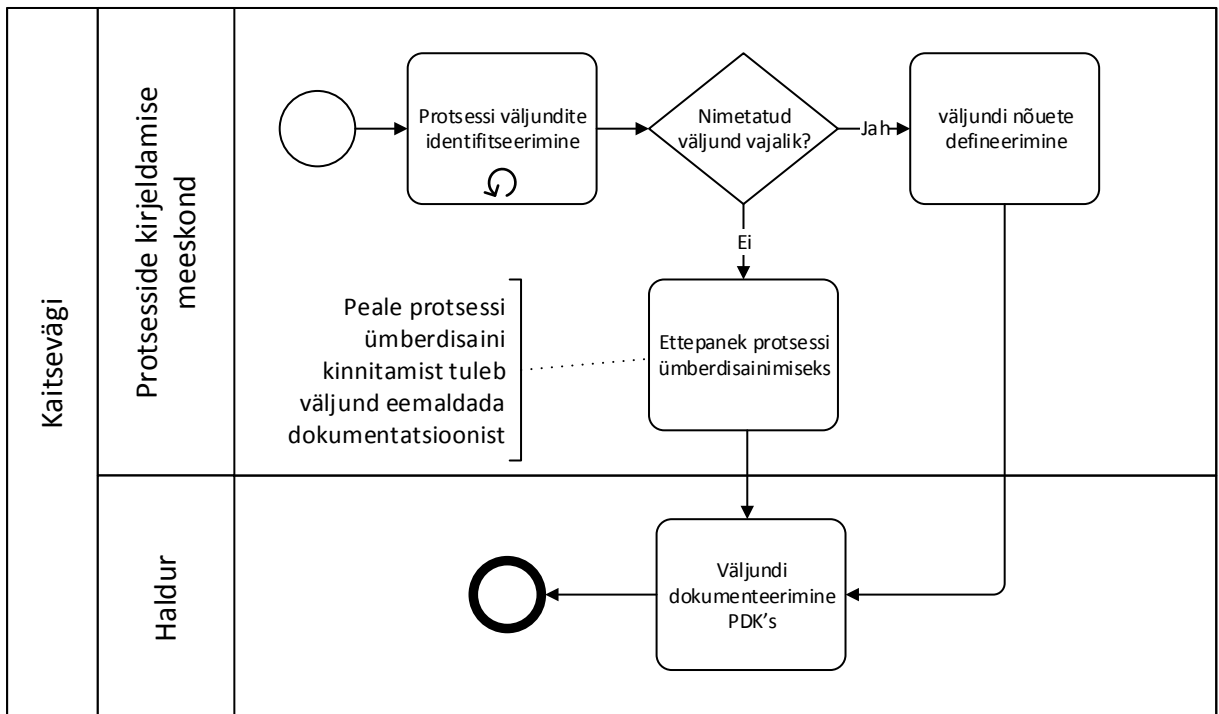 Kaitsevägi
Protsesside kirjeldamise
meeskond
Protsessi väljundite
identifitseerimine
Nimetatud
väljund vajalik?
Jah
väljundi nõuete
defineerimine
Ei
Peale protsessi
ümberdisaini
kinnitamist tuleb
väljund eemaldada
dokumentatsioonist
Ettepanek protsessi
ümberdisainimiseks
Haldur
Väljundi
dokumenteerimine
PDK’s